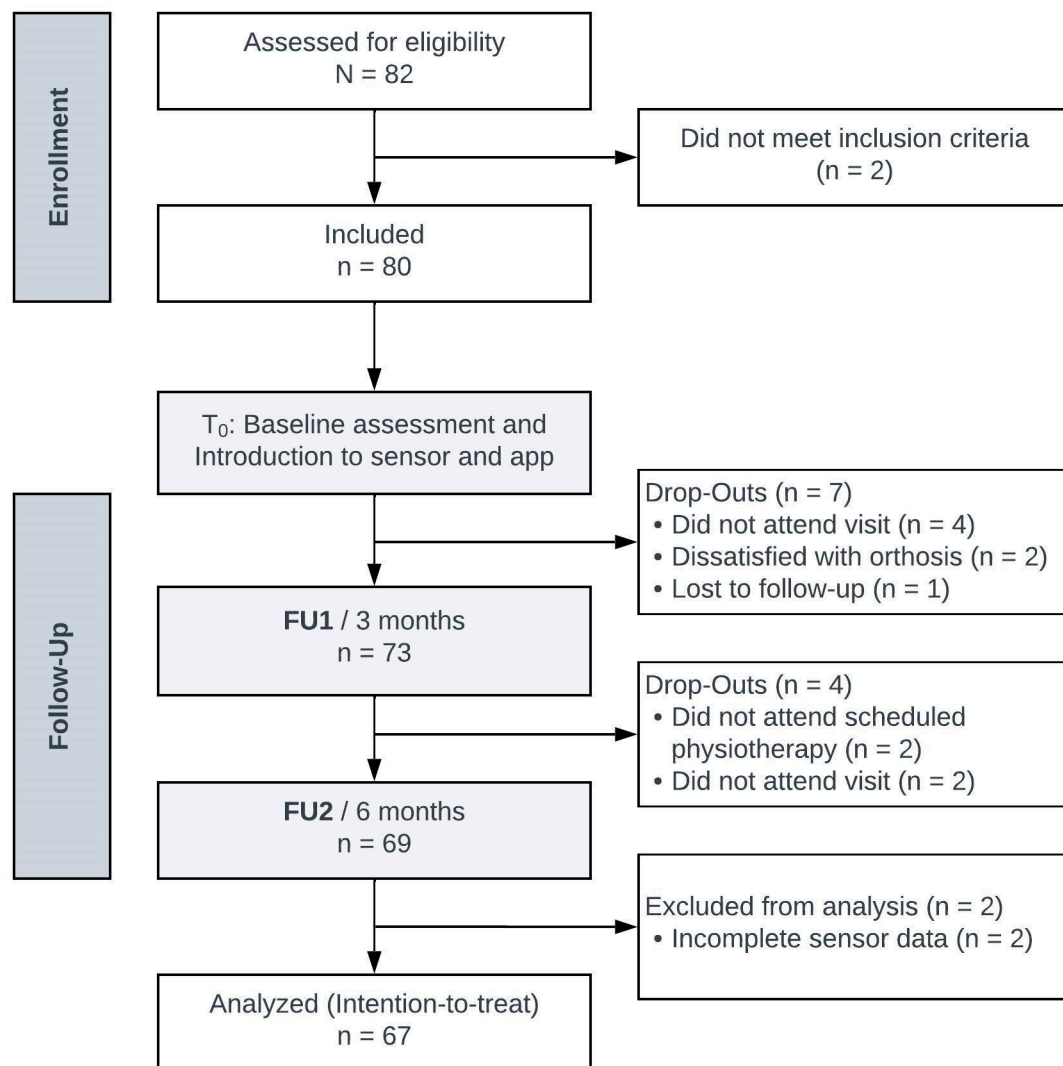 Enrollment
Assessed for eligibility
N = 82
Did not meet inclusion criteria
(n = 2)
Included
n = 80
T₀: Baseline assessment and
Introduction to sensor and app
Follow-Up
Drop-Outs (n = 7)
• Did not attend visit (n = 4)
• Dissatisfied with orthosis (n = 2)
• Lost to follow-up (n = 1)
FU1 / 3 months
n = 73
Drop-Outs (n = 4)
• Did not attend scheduled
physiotherapy (n = 2)
• Did not attend visit (n = 2)
FU2 / 6 months
n = 69
Excluded from analysis (n = 2)
• Incomplete sensor data (n = 2)
Analyzed (Intention-to-treat)
n = 67